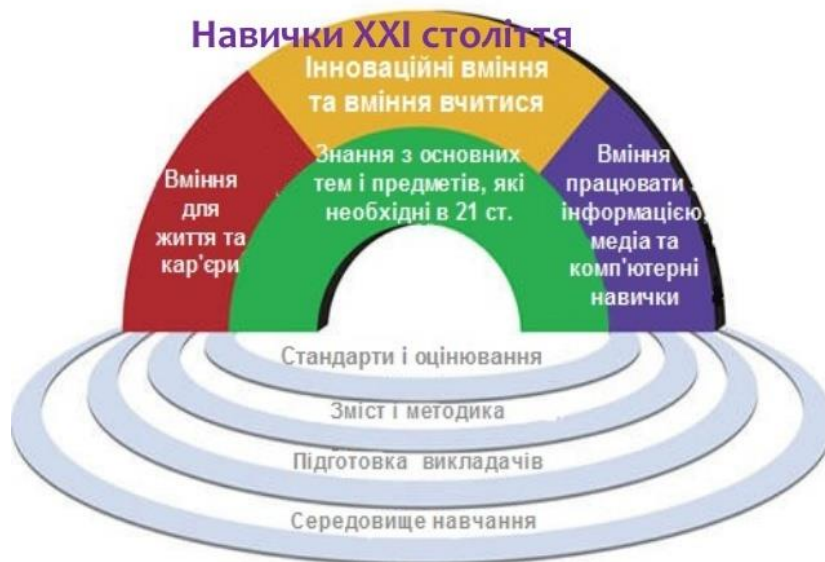 Навички XXI століття
Інноваційні вміння
та вміння вчитися
Знання з основних
тем і предметів, які
необхідні в 21 ст.
Вміння
для
життя та
кар'єри
Вміння
працювати з
інформацією,
медіа та
комп'ютерні
навички
Стандарти і оцінювання
Зміст і методика
Підготовка викладачів
Середовище навчання